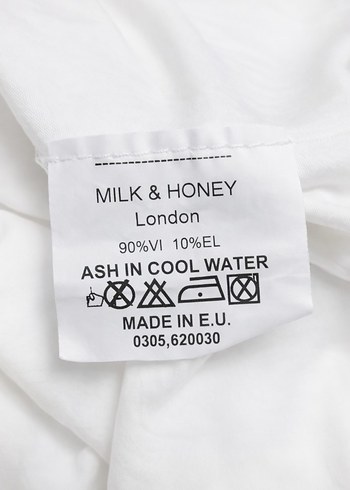 MILK & HONEY
London
90%VI 10%EL
ASH IN COOL WATER
MADE IN E.U.
0305,620030